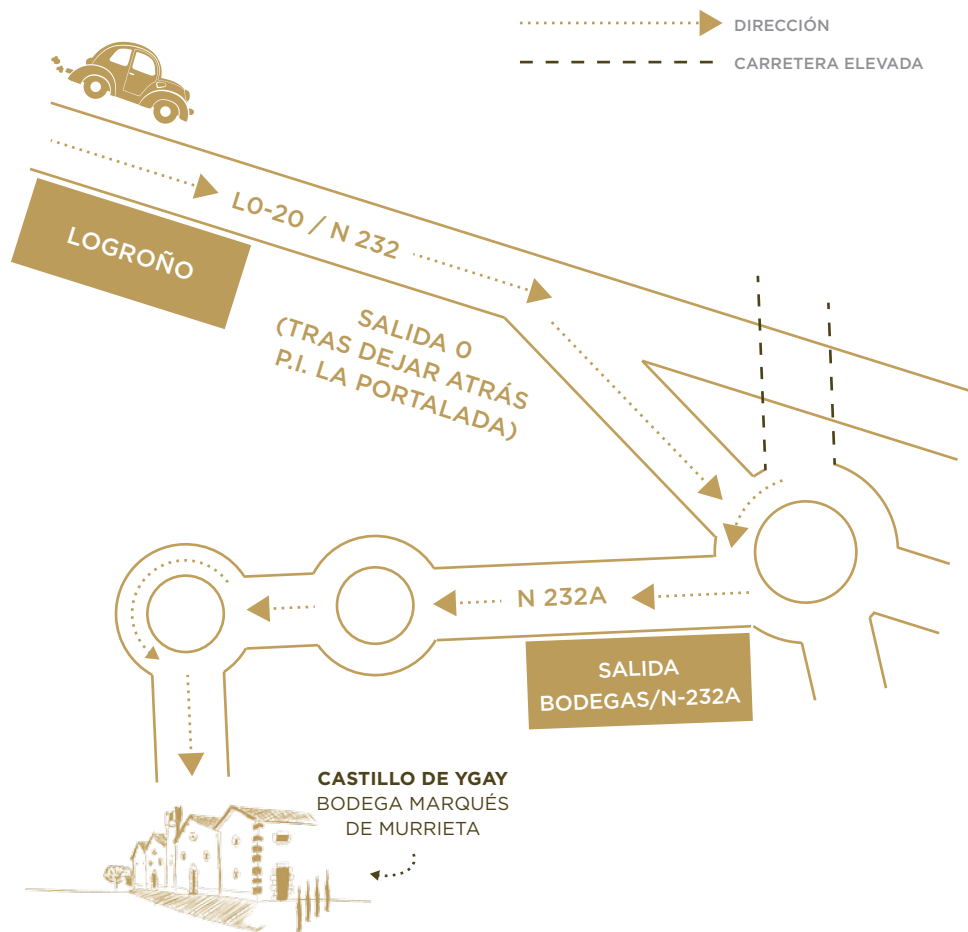 DIRECCIÓN
CARRETERA ELEVADA
L0-20 / N 232
LOGROÑO
SALIDA 0
(TRAS DEJAR ATRÁS
P.I. LA PORTALADA)
N 232A
SALIDA
BODEGAS/N-232A
CASTILLO DE YGAY
BODEGA MARQUÉS
DE MURRIETA